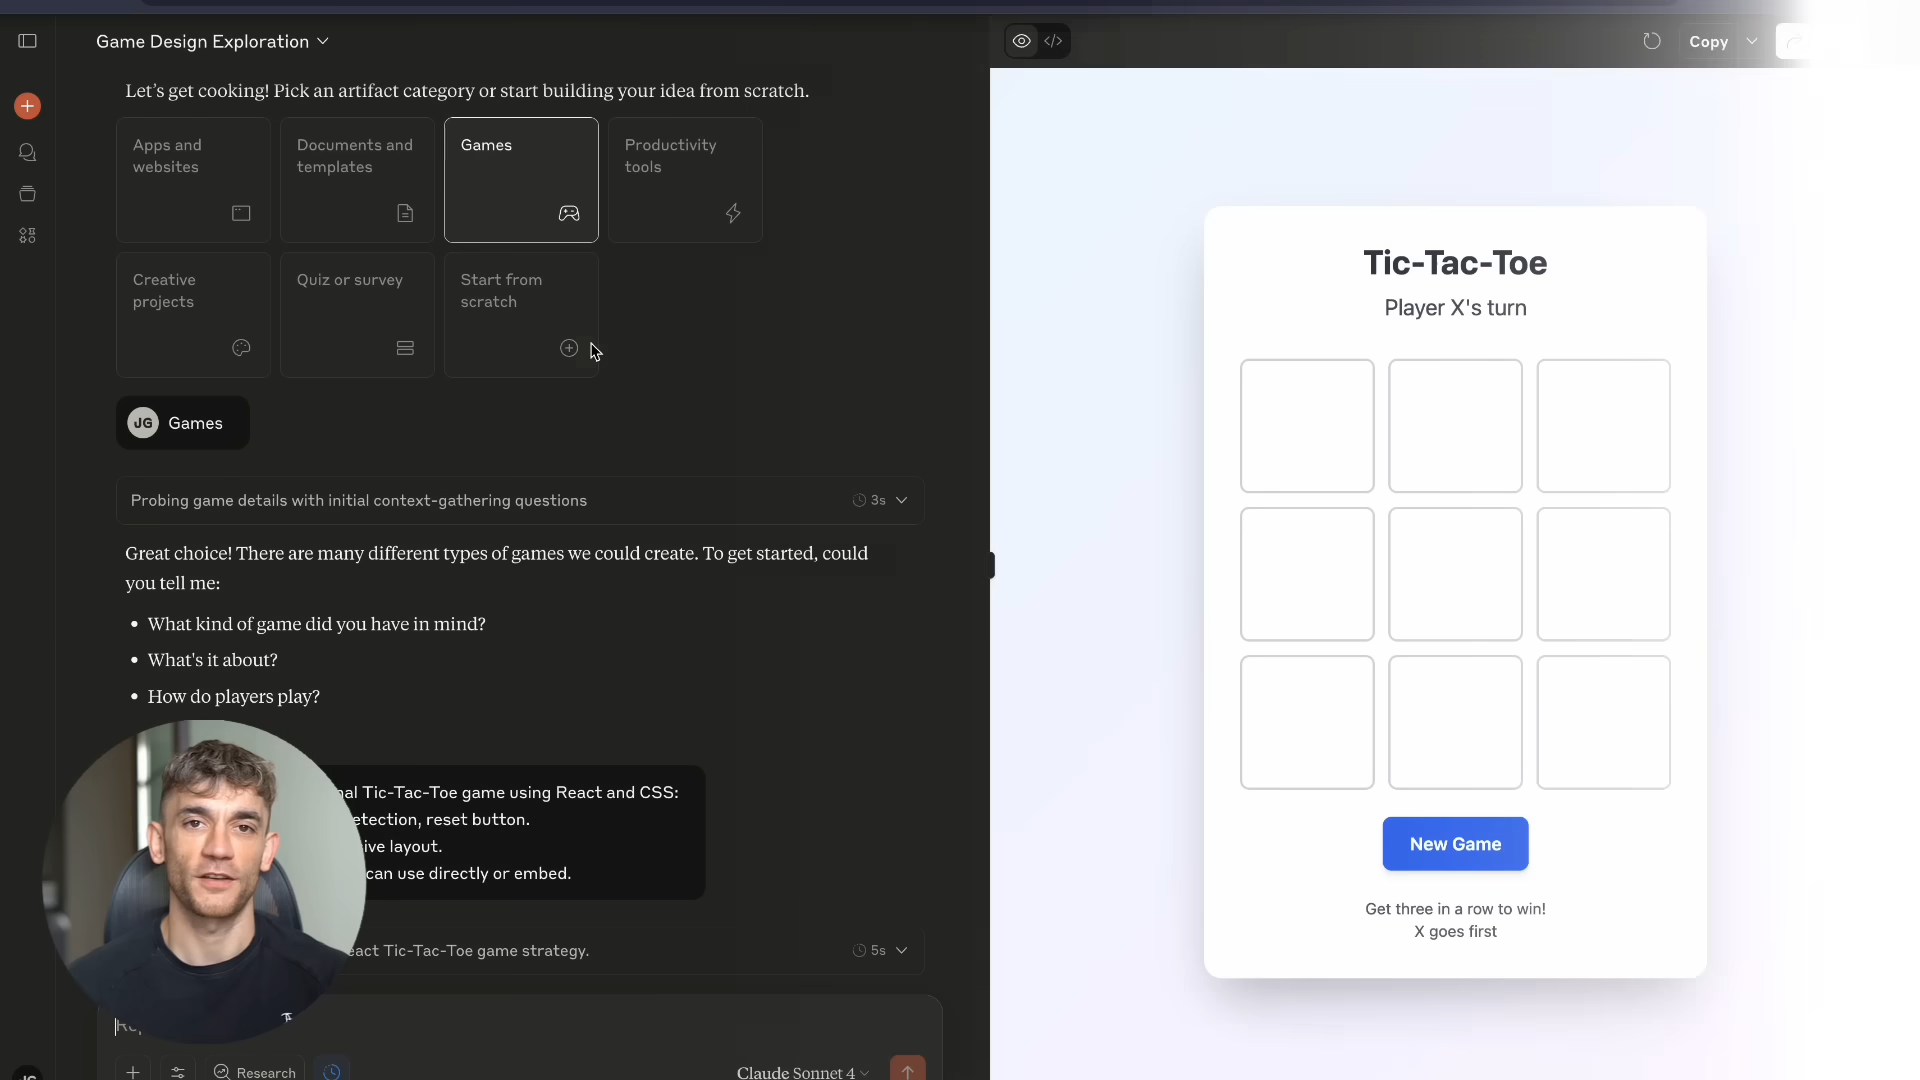 Game Design Exploration
Let's get cooking! Pick an artifact category or start building your idea from scratch.
Apps and
websites
Documents and
templates
Games
Productivity
tools
Creative
projects
Quiz or survey
Start from
scratch
JG
Games
Probing game details with initial context-gathering questions
3s
Great choice! There are many different types of games we could create. To get started, could
you tell me:
• What kind of game did you have in mind?
• What's it about?
• How do players play?
Tic-Tac-Toe game using React and CSS:
reset button.
layout.
can use directly or embed.
Tic-Tac-Toe game strategy.
5s
Research
Claude Sonnet 4
Copy
Tic-Tac-Toe
Player X's turn
New Game
Get three in a row to win!
X goes first